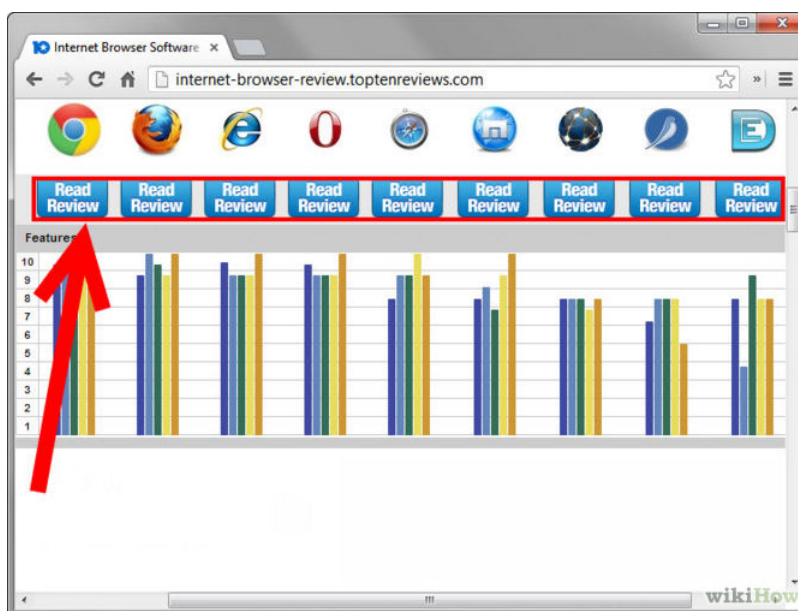 Internet Browser Software
internet-browser-review.toptenreviews.com
Read Review
Read Review
Read Review
Read Review
Read Review
Read Review
Read Review
Read Review
Read Review
Features
10
9
8
7
6
5
4
3
2
1
wikiHow